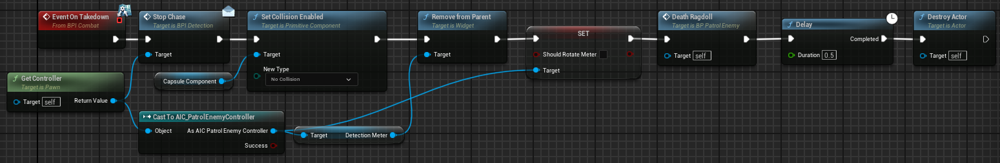 Event On Takedown
From BPI Combat
Stop Chase
Target is BPI Detection
Target
Set Collision Enabled
Target is Primitive Component
Target
New Type
No Collision
Remove from Parent
Target is Widget
Target
SET
Should Rotate Meter
Target
Death Ragdoll
Target is BP Patrol Enemy
Target self
Delay
Completed
Duration 0.5
Destroy Actor
Target is Actor
Target self
Get Controller
Target is Pawn
Target self Return Value
Capsule Component
Cast To AIC_PatrolEnemyController
Object As AIC Patrol Enemy Controller
Success
Target Detection Meter